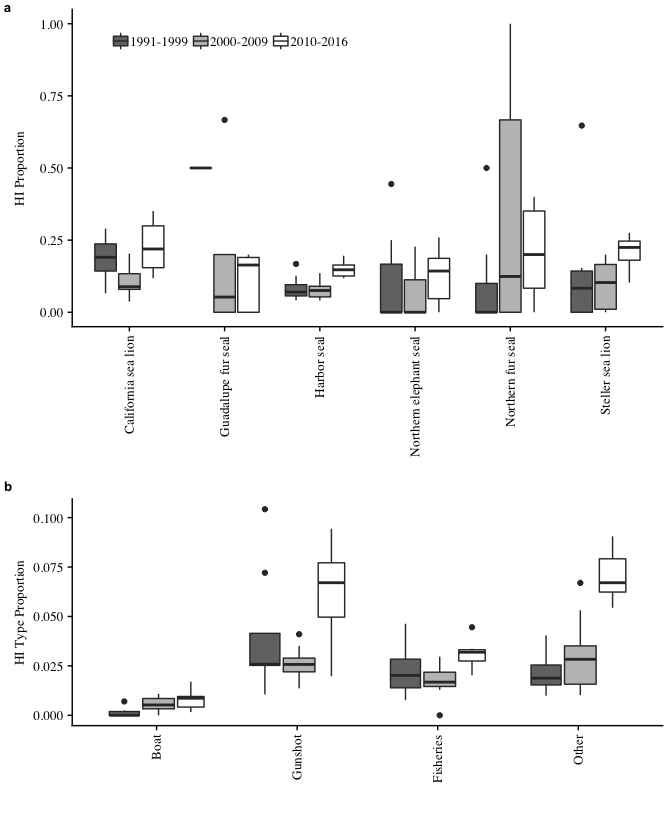 a
1.00
1991-1999 2000-2009 2010-2016
0.75
HI Proportion
0.50
0.25
0.00
California sea lion
Guadalupe fur seal
Harbor seal
Northern elephant seal
Northern fur seal
Steller sea lion
b
0.100
0.075
HI Type Proportion
0.050
0.025
0.000
Boat
Gunshot
Fisheries
Other